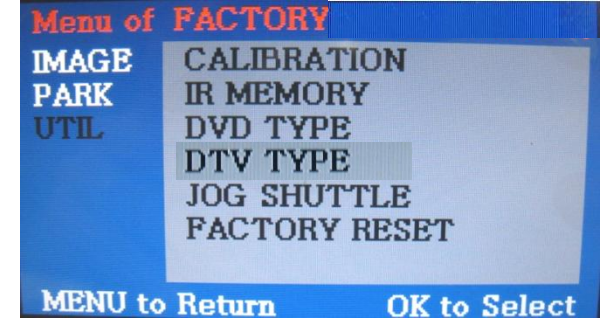 Menu of FACTORY
IMAGE
PARK
UTIL
CALIBRATION
IR MEMORY
DVD TYPE
DTV TYPE
JOG SHUTTLE
FACTORY RESET
MENU to Return
OK to Select